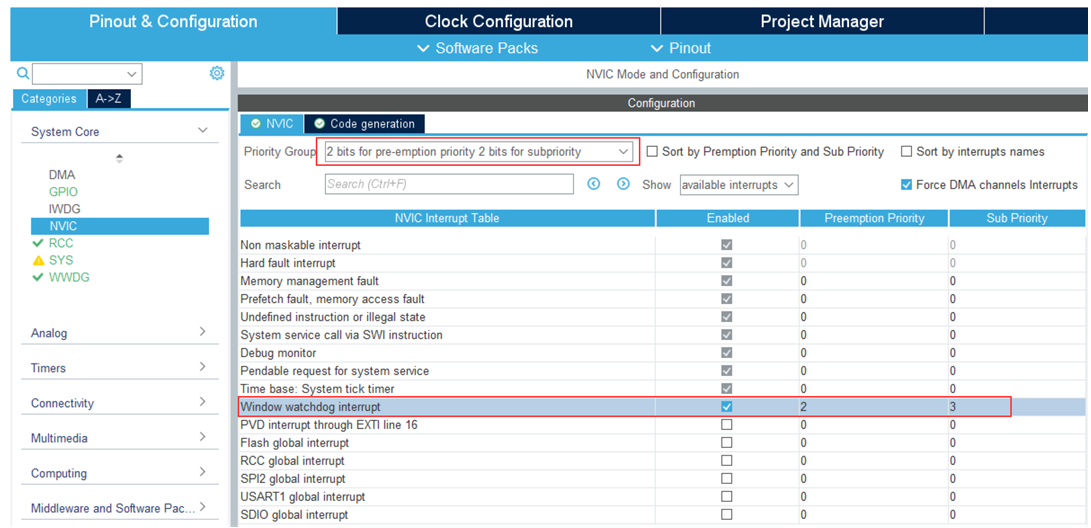 Pinout & Configuration Clock Configuration Project Manager
Software Packs Pinout
NVIC Mode and Configuration
Categories A->Z
Configuration
System Core
DMA
GPIO
IWDG
NVIC
RCC
SYS
WWDG
Analog
Timers
Connectivity
Multimedia
Computing
Middleware and Software Pac...
NVIC Code generation
Priority Group 2 bits for pre-emption priority 2 bits for subpriority Sort by Premption Priority and Sub Priority Sort by interrupts names
Search Search (Ctrl+F) Show available interrupts Force DMA channels Interrupts
NVIC Interrupt Table Enabled Preemption Priority Sub Priority
Non maskable interrupt 0 0
Hard fault interrupt 0 0
Memory management fault 0 0
Prefetch fault, memory access fault 0 0
Undefined instruction or illegal state 0 0
System service call via SWI instruction 0 0
Debug monitor 0 0
Pendable request for system service 0 0
Time base: System tick timer 0 0
Window watchdog interrupt 2 3
PVD interrupt through EXTI line 16 0 0
Flash global interrupt 0 0
RCC global interrupt 0 0
SPI2 global interrupt 0 0
USART1 global interrupt 0 0
SDIO global interrupt 0 0